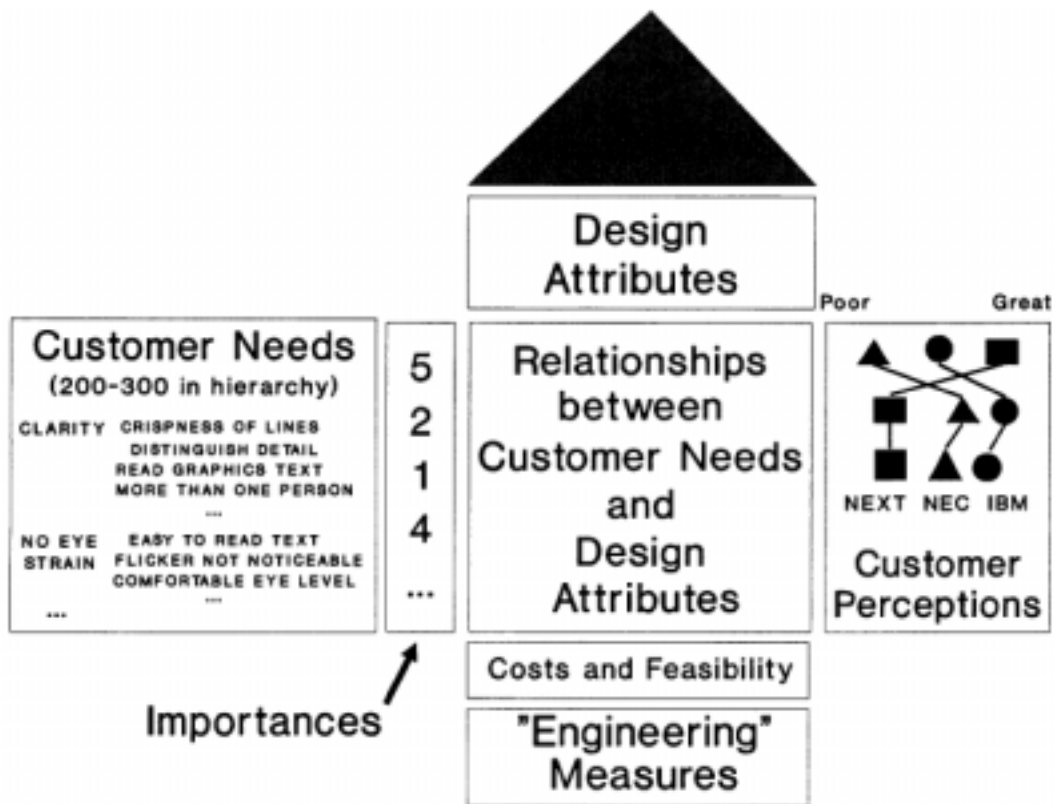 Design
Attributes
Poor
Great
Customer Needs
(200-300 in hierarchy)
CLARITY
CRISPNESS OF LINES
DISTINGUISH DETAIL
READ GRAPHICS TEXT
MORE THAN ONE PERSON
...
NO EYE
STRAIN
EASY TO READ TEXT
FLICKER NOT NOTICEABLE
COMFORTABLE EYE LEVEL
...
...
5
2
1
4
...
Importances
Relationships
between
Customer Needs
and
Design
Attributes
NEXT NEC IBM
Customer
Perceptions
Costs and Feasibility
"Engineering"
Measures